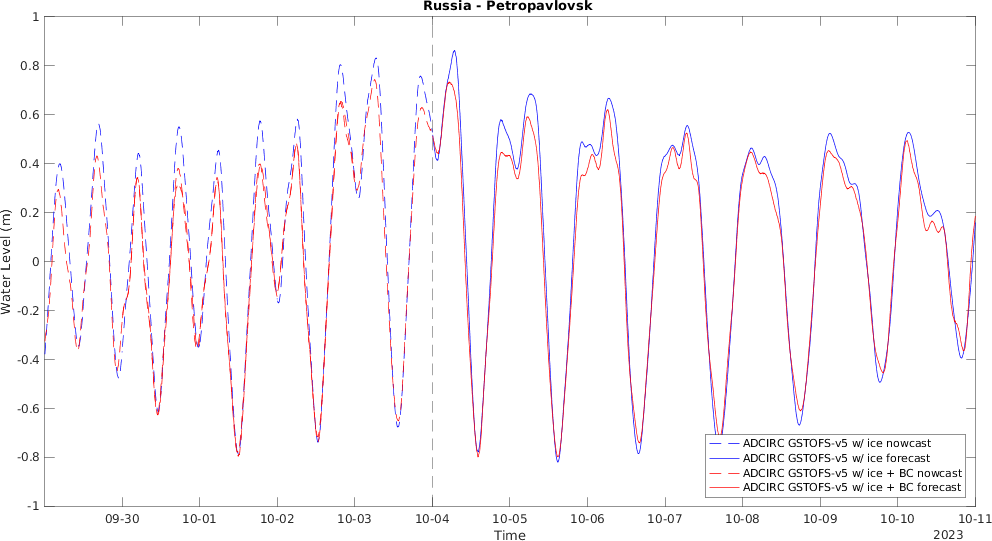 Russia - Petropavlovsk
1
0.8
0.6
0.4
0.2
0
-0.2
-0.4
-0.6
-0.8
-1
Water Level (m)
09-30 10-01 10-02 10-03 10-04 10-05 10-06 10-07 10-08 10-09 10-10 10-11
Time
2023
ADCIRC GSTOFS-v5 w/ ice nowcast
ADCIRC GSTOFS-v5 w/ ice forecast
ADCIRC GSTOFS-v5 w/ ice + BC nowcast
ADCIRC GSTOFS-v5 w/ ice + BC forecast